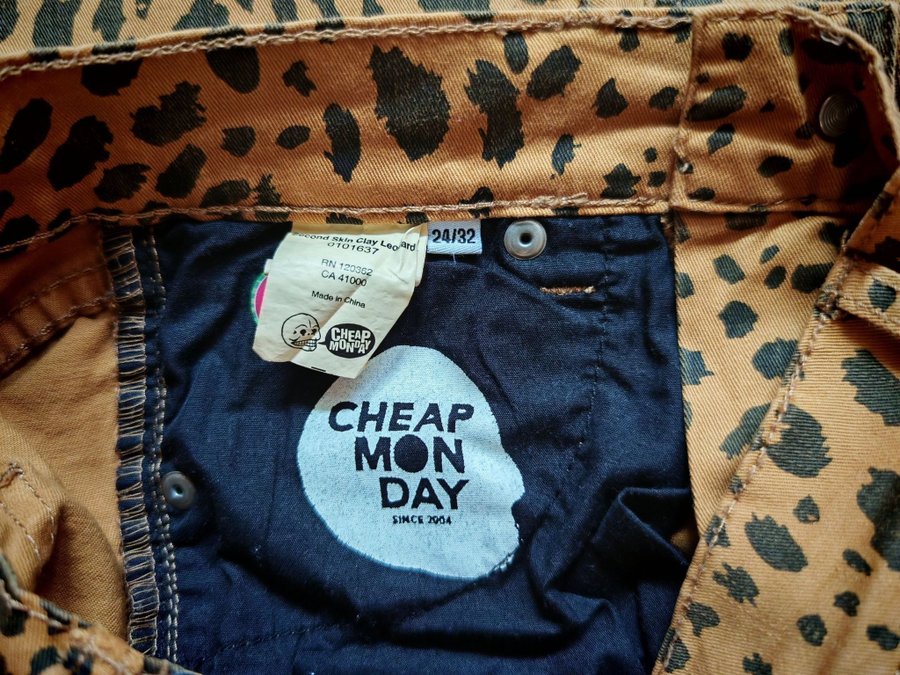 Second Skin Clay Leopard
0101637
RN 120362
CA 41000
Made in China
CHEAP
MONDAY
24/32
CHEAP
MON
DAY
SINCE 2004